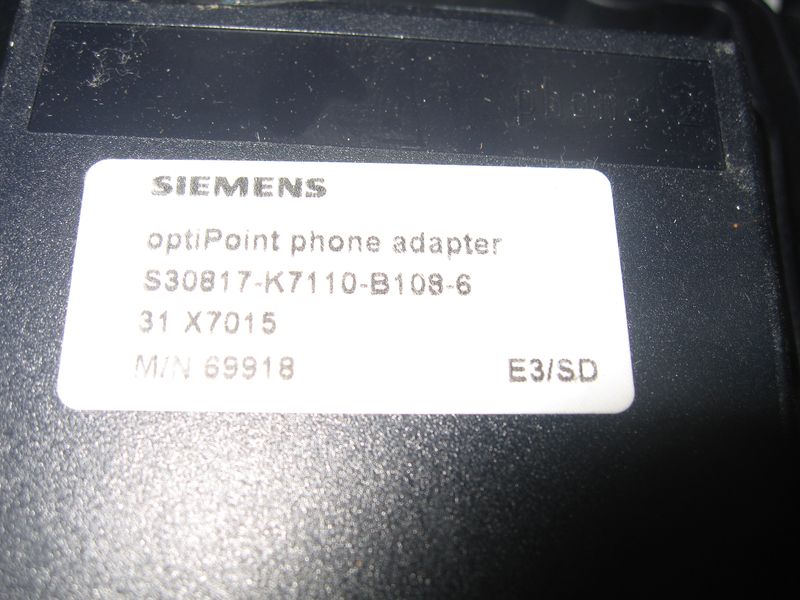 SIEMENS
optiPoint phone adapter
S30817-K7110-B108-6
31 X7015
M/N 69918
E3/SD